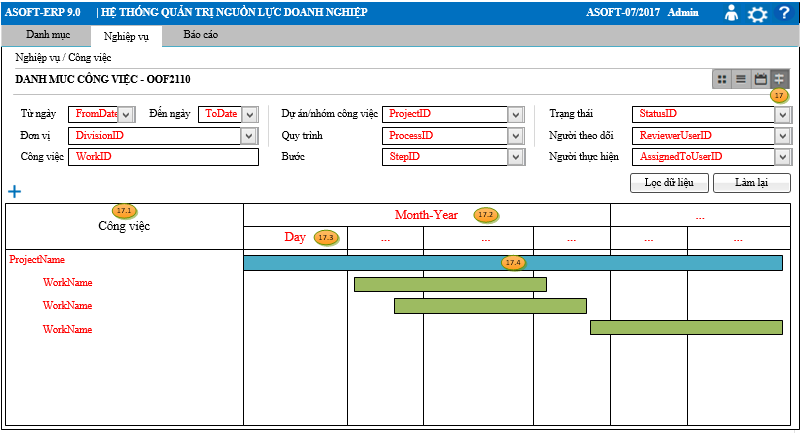 ASOFT-ERP 9.0 | HỆ THỐNG QUẢN TRỊ NGUỒN LỰC DOANH NGHIỆP ASOFT-07/2017 Admin ?
Danh mục Nghiệp vụ Báo cáo
Nghiệp vụ / Công việc
DANH MUC CÔNG VIỆC - OOF2110
17
Từ ngày FromDate Đến ngày ToDate Dự án/nhóm công việc ProjectID Trạng thái StatusID
Đơn vị DivisionID Quy trình ProcessID Người theo dõi ReviewerUserID
Công việc WorkID Bước StepID Người thực hiện AssignedToUserID
Lọc dữ liệu Làm lại
17.1
Công việc
Month-Year 17.2 ...
Day 17.3 ... ... ... ... ...
ProjectName 17.4
WorkName
WorkName
WorkName